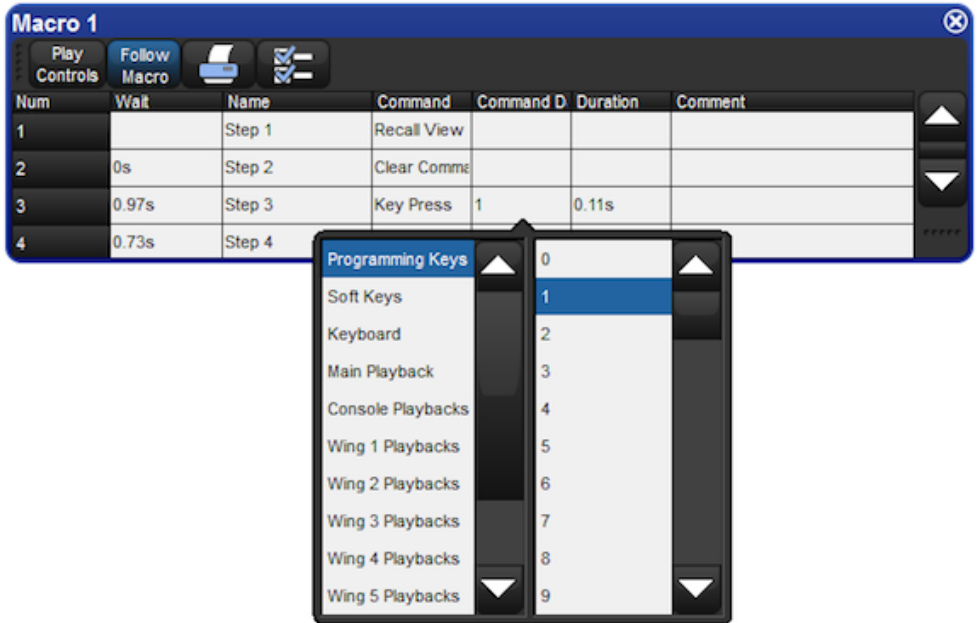 Macro 1
Play Controls Follow Macro
Num Wait Name Command Command D Duration Comment
1 Step 1 Recall View
2 0s Step 2 Clear Comma
3 0.97s Step 3 Key Press 1 0.11s
4 0.73s Step 4
Programming Keys 0
Soft Keys 1
Keyboard 2
Main Playback 3
Console Playbacks 4
Wing 1 Playbacks 5
Wing 2 Playbacks 6
Wing 3 Playbacks 7
Wing 4 Playbacks 8
Wing 5 Playbacks 9